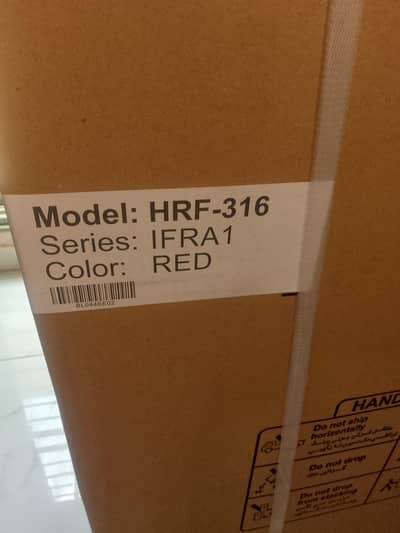 Model: HRF-316
Series: IFRA1
Color: RED
HAND
Do not ship
horizontally
Do not drop
Do not drop
from stacking